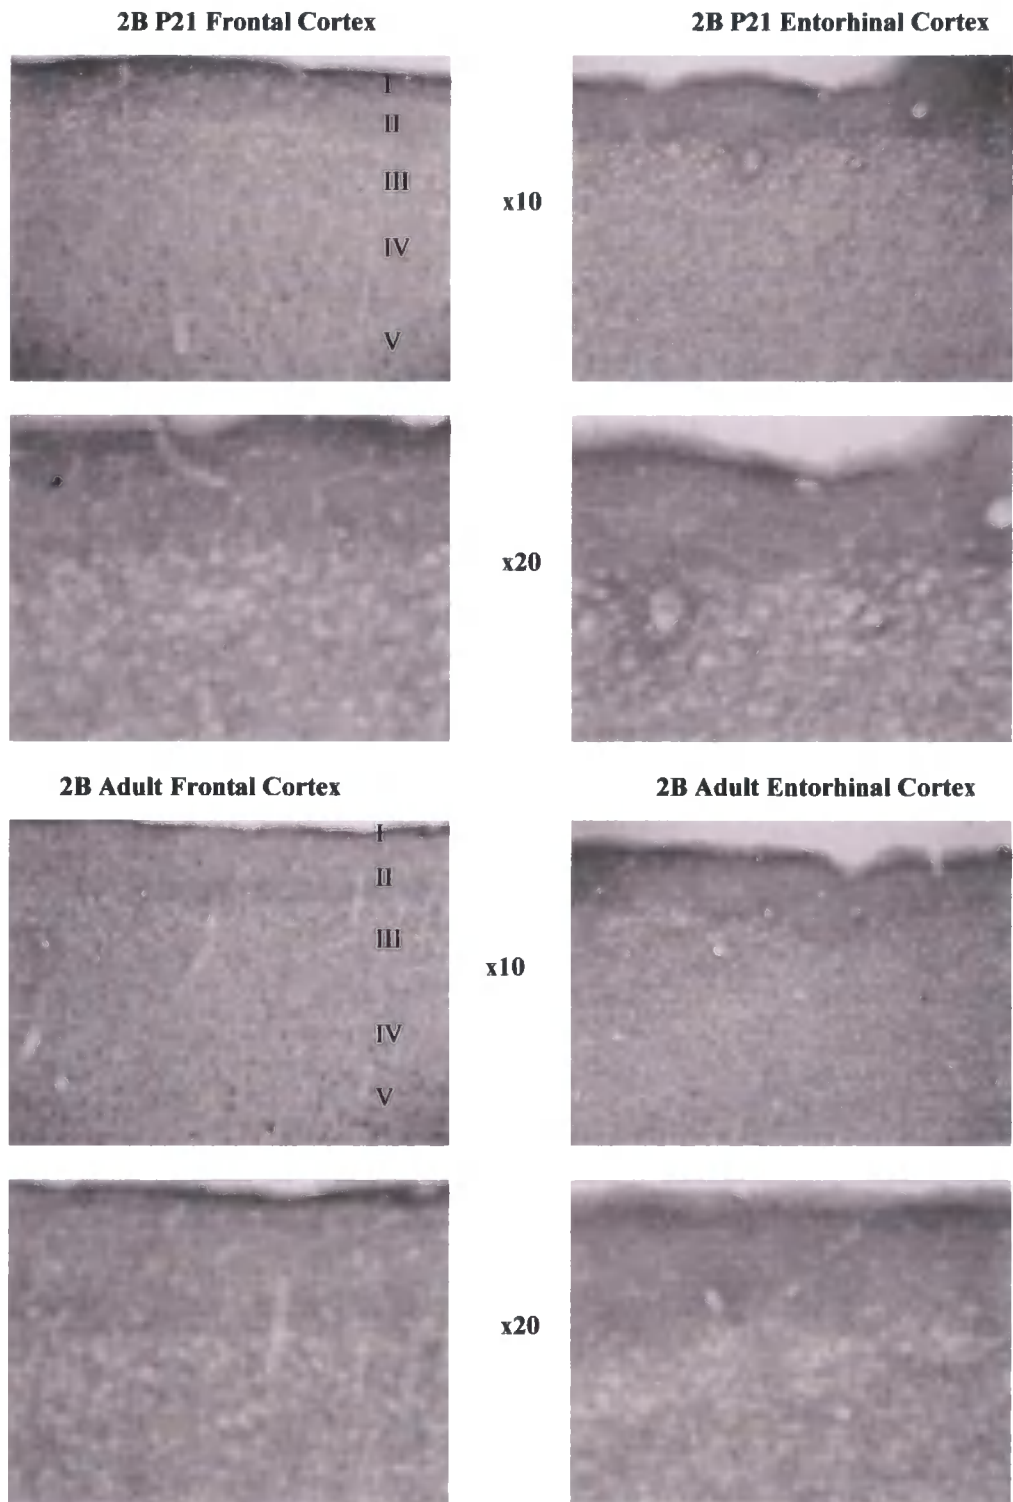 2B P21 Frontal Cortex
2B P21 Entorhinal Cortex
I
II
III
IV
V
x10
x20
2B Adult Frontal Cortex
2B Adult Entorhinal Cortex
I
II
III
IV
V
x10
x20